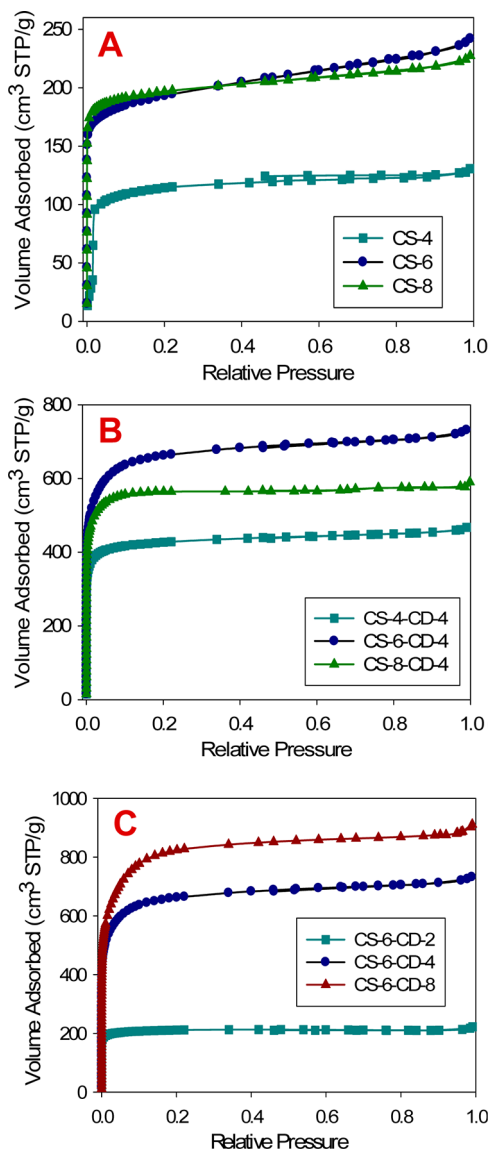 A
Volume Adsorbed (cm³ STP/g)
250
200
150
100
50
0
CS-4
CS-6
CS-8
0.0 0.2 0.4 0.6 0.8 1.0
Relative Pressure
B
Volume Adsorbed (cm³ STP/g)
800
600
400
200
0
CS-4-CD-4
CS-6-CD-4
CS-8-CD-4
0.0 0.2 0.4 0.6 0.8 1.0
Relative Pressure
C
Volume Adsorbed (cm³ STP/g)
1000
800
600
400
200
0
CS-6-CD-2
CS-6-CD-4
CS-6-CD-8
0.0 0.2 0.4 0.6 0.8 1.0
Relative Pressure